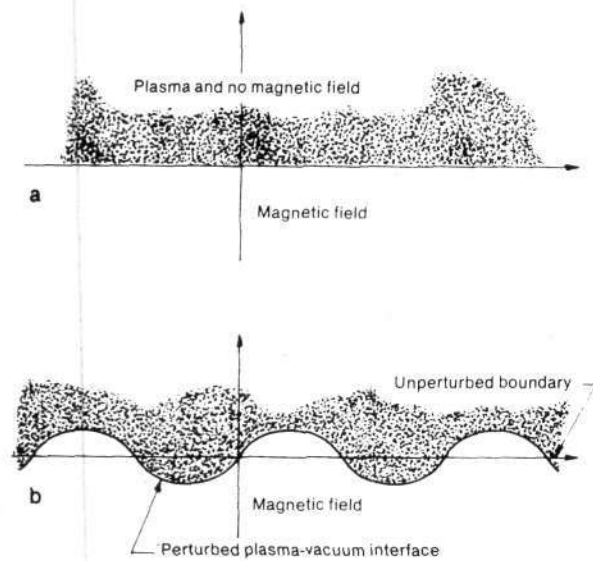 Plasma and no magnetic field
a
Magnetic field
Unperturbed boundary
b
Magnetic field
Perturbed plasma-vacuum interface